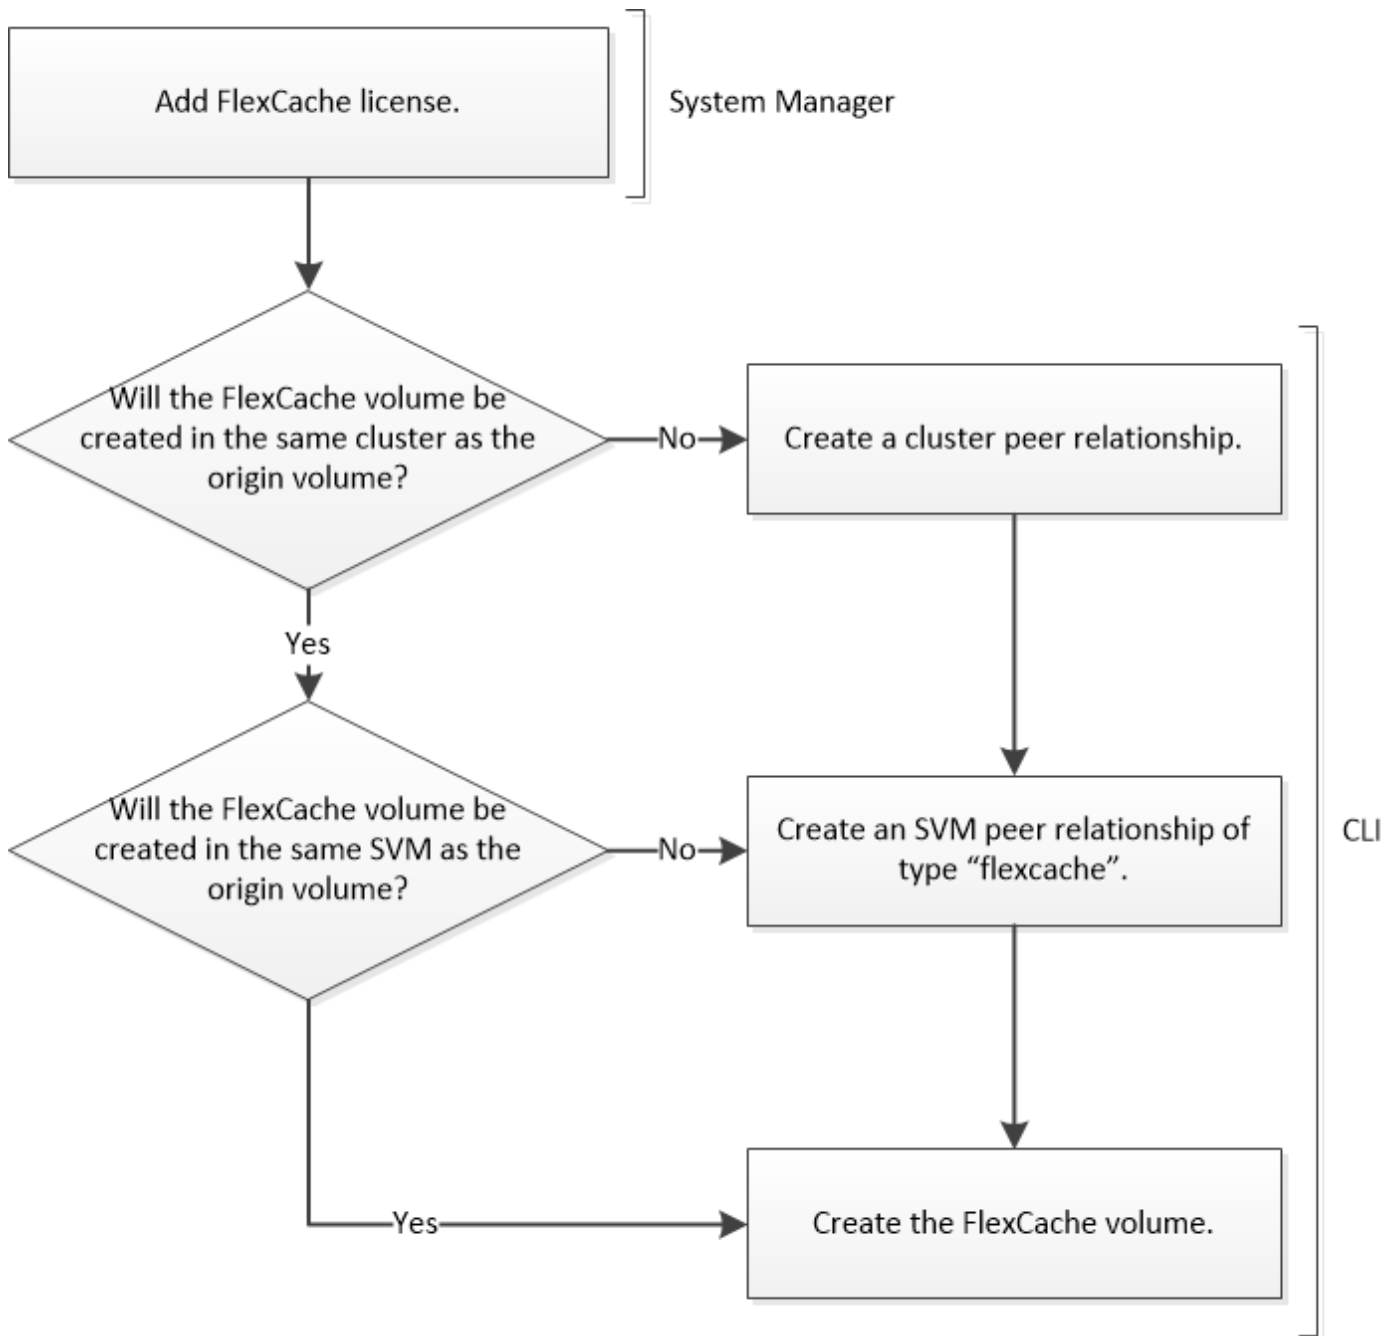 Add FlexCache license.
System Manager
Will the FlexCache volume be
created in the same cluster as the
origin volume?
No
Create a cluster peer relationship.
Yes
Will the FlexCache volume be
created in the same SVM as the
origin volume?
No
Create an SVM peer relationship of
type “flexcache”.
CLI
Yes
Create the FlexCache volume.